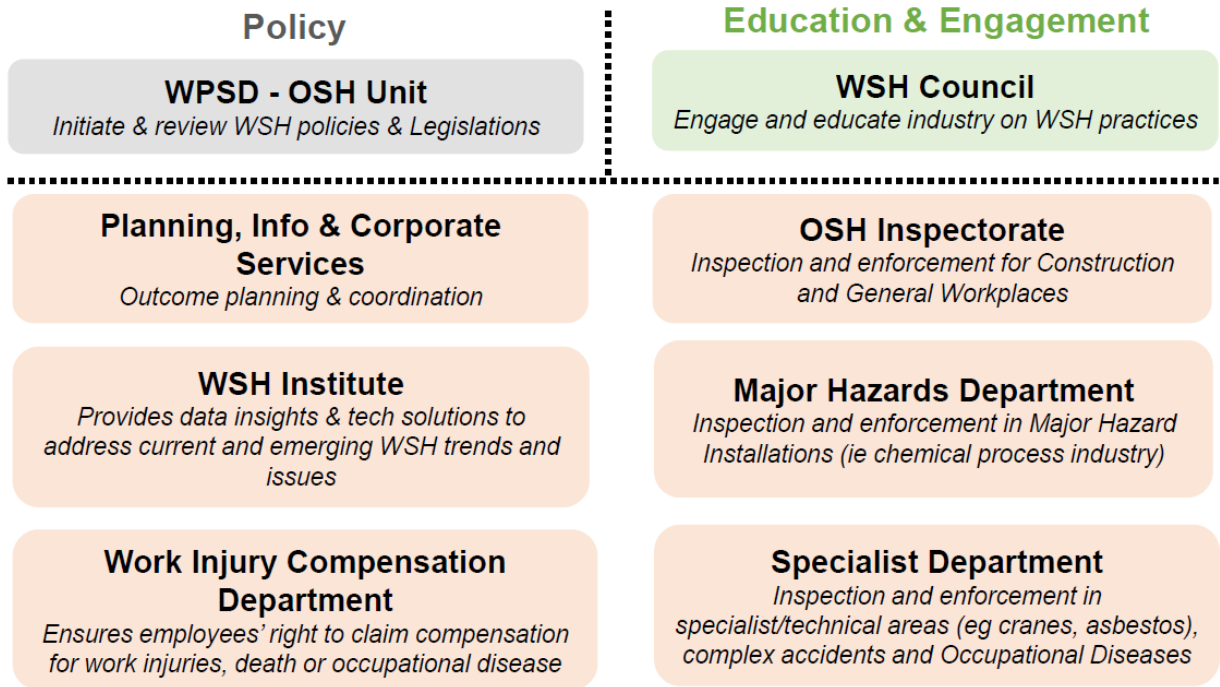 Policy
WPSD - OSH Unit
Initiate & review WSH policies & Legislations
Education & Engagement
WSH Council
Engage and educate industry on WSH practices
Planning, Info & Corporate
Services
Outcome planning & coordination
OSH Inspectorate
Inspection and enforcement for Construction
and General Workplaces
WSH Institute
Provides data insights & tech solutions to
address current and emerging WSH trends and
issues
Major Hazards Department
Inspection and enforcement in Major Hazard
Installations (ie chemical process industry)
Work Injury Compensation
Department
Ensures employees’ right to claim compensation
for work injuries, death or occupational disease
Specialist Department
Inspection and enforcement in
specialist/technical areas (eg cranes, asbestos),
complex accidents and Occupational Diseases